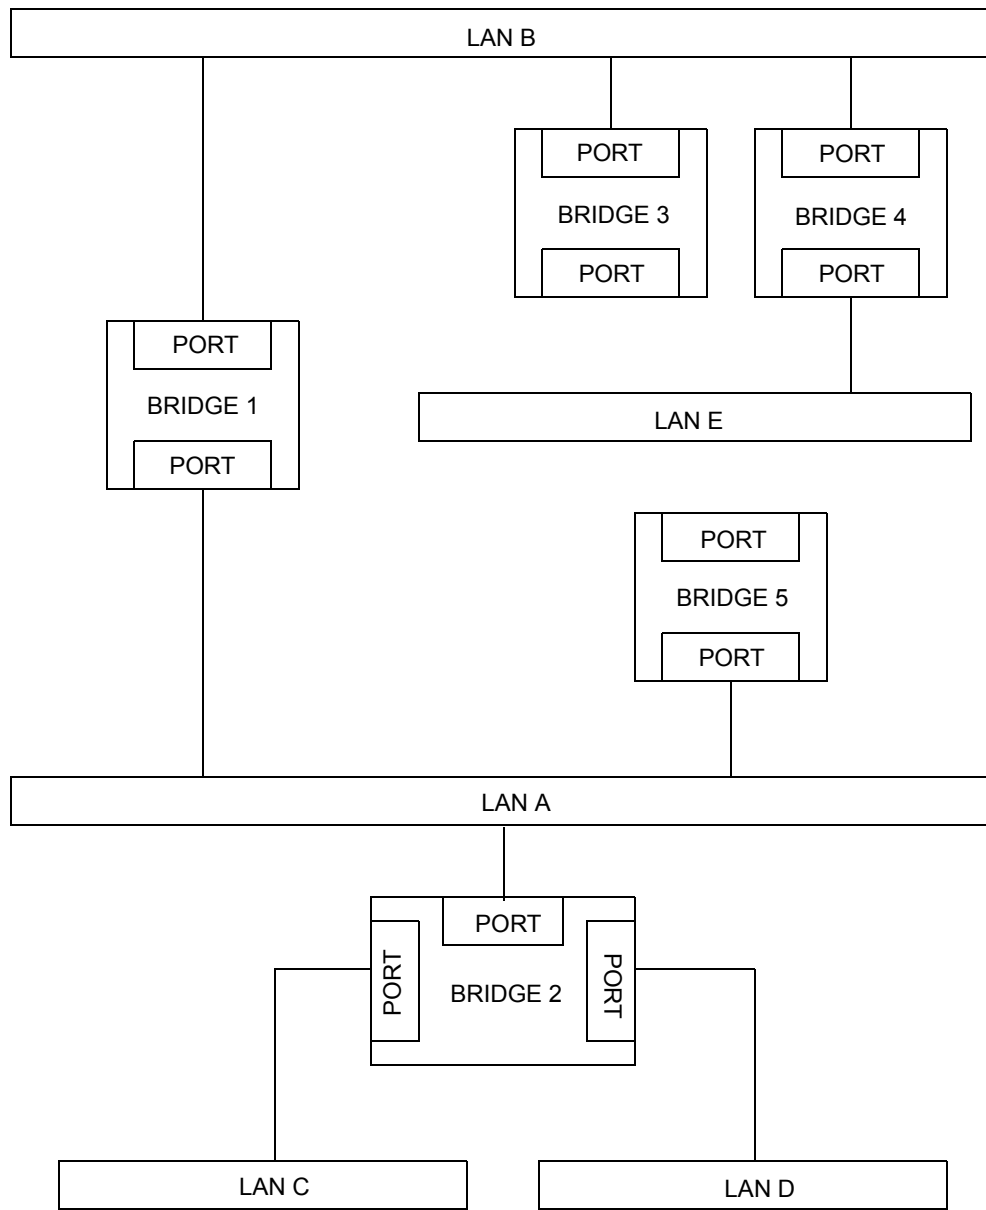 LAN B
PORT
PORT
BRIDGE 3
BRIDGE 4
PORT
PORT
PORT
BRIDGE 1
LAN E
PORT
PORT
BRIDGE 5
PORT
LAN A
PORT
PORT
BRIDGE 2
PORT
LAN C
LAN D